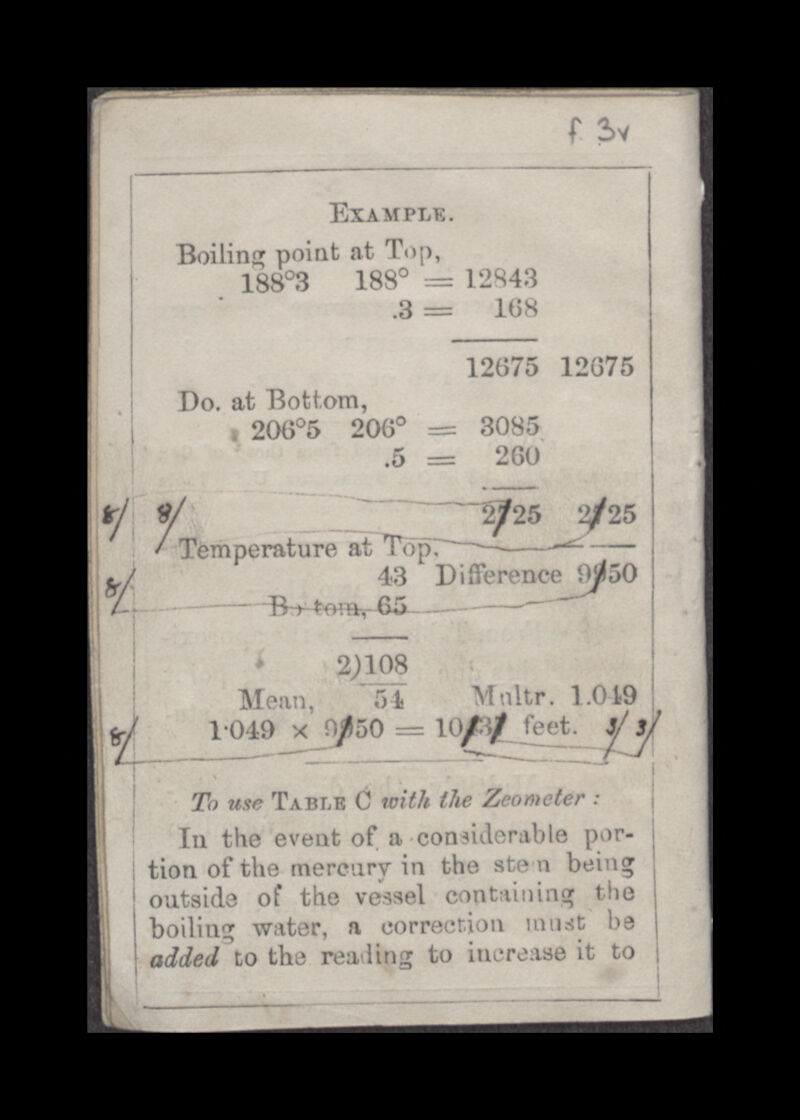 f. 3v
EXAMPLE.
Boiling point at Top,
188°3 188° = 12843
.3 = 168
12675 12675
Do. at Bottom,
206°5 206° = 3085
.5 = 260
8/ 8/ 2725 2725
Temperature at Top,
8/ 43 Difference 9950
Bottom, 65
2)108
Mean, 54 Multr. 1.049
8/ 1·049 × 9950 = 10437 feet. 3/ 3/
To use TABLE C with the Zeometer :
In the event of a considerable por-
tion of the mercury in the stem being
outside of the vessel containing the
boiling water, a correction must be
added to the reading to increase it to